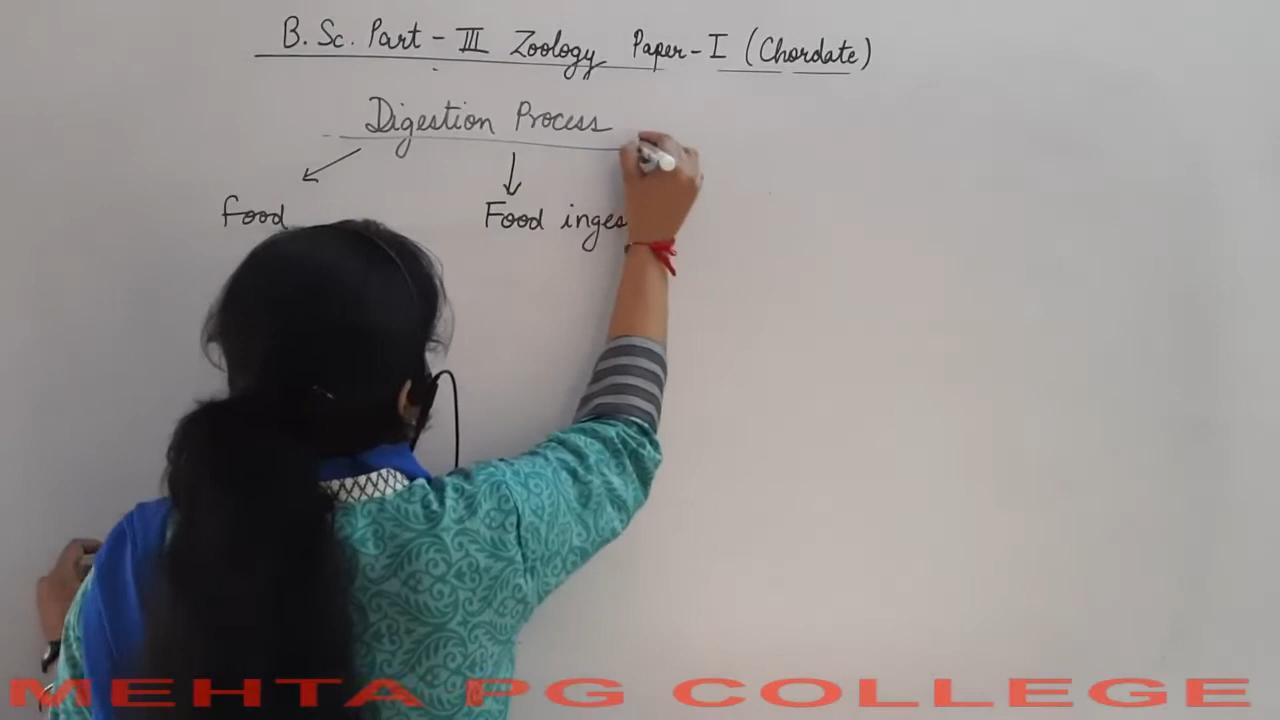 B. Sc. Part - III Zoology Paper - I (Chordate)
Digestion Process
Food
Food inges
MEHTA PG COLLEGE